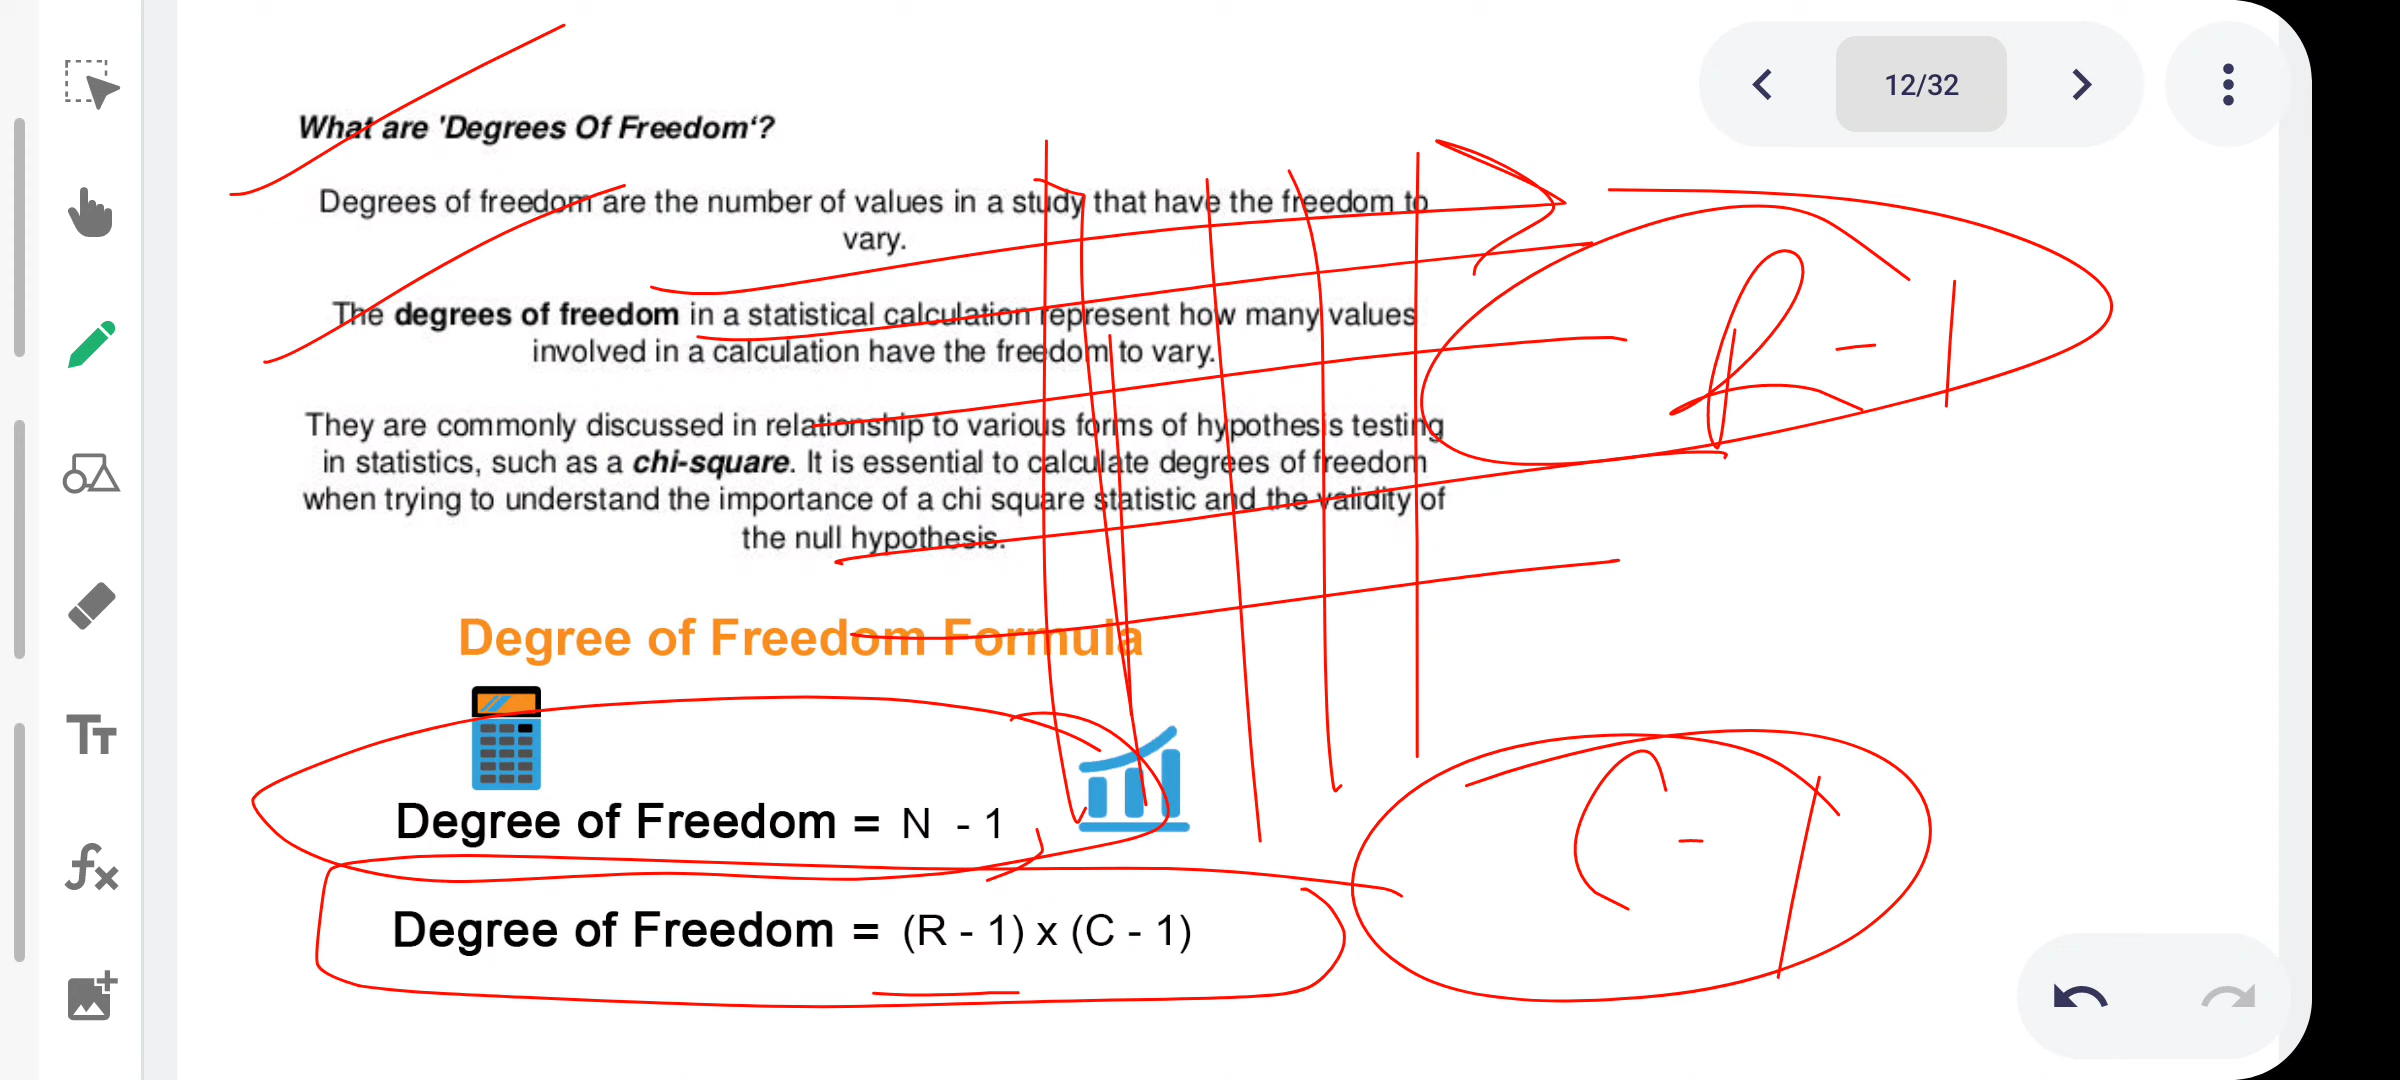 12/32
What are 'Degrees Of Freedom'?
Degrees of freedom are the number of values in a study that have the freedom to
vary.
The degrees of freedom in a statistical calculation represent how many values
involved in a calculation have the freedom to vary.
They are commonly discussed in relationship to various forms of hypothesis testing
in statistics, such as a chi-square. It is essential to calculate degrees of freedom
when trying to understand the importance of a chi square statistic and the validity of
the null hypothesis.
R - 1
Degree of Freedom Formula
Degree of Freedom = N - 1
Degree of Freedom = (R - 1) x (C - 1)
C - 1
Tт
fx